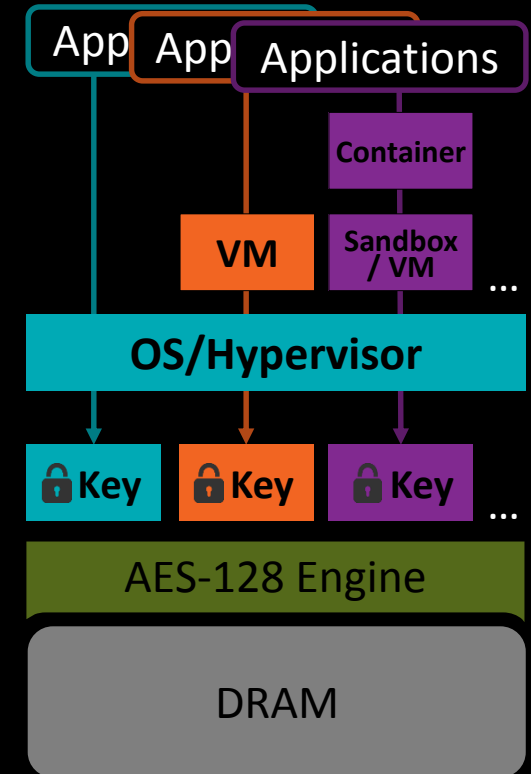 App
App
Applications
Container
VM
Sandbox
/ VM
...
OS/Hypervisor
Key
Key
Key
...
AES-128 Engine
DRAM